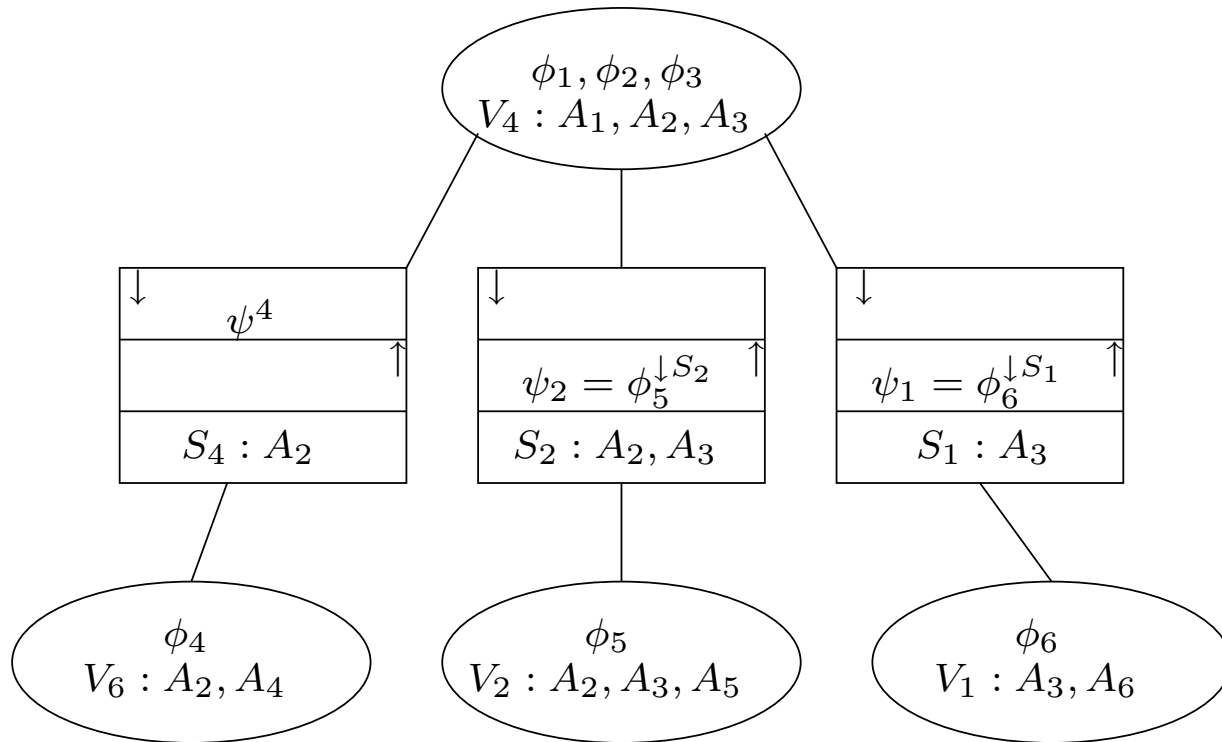 ϕ₁, ϕ₂, ϕ₃
V₄ : A₁, A₂, A₃
↓ ↓ ↓
ψ⁴
↑ ↑ ↑
ψ₂ = ϕ₅^{↓S₂} ψ₁ = ϕ₆^{↓S₁}
S₄ : A₂ S₂ : A₂, A₃ S₁ : A₃
ϕ₄ ϕ₅ ϕ₆
V₆ : A₂, A₄ V₂ : A₂, A₃, A₅ V₁ : A₃, A₆